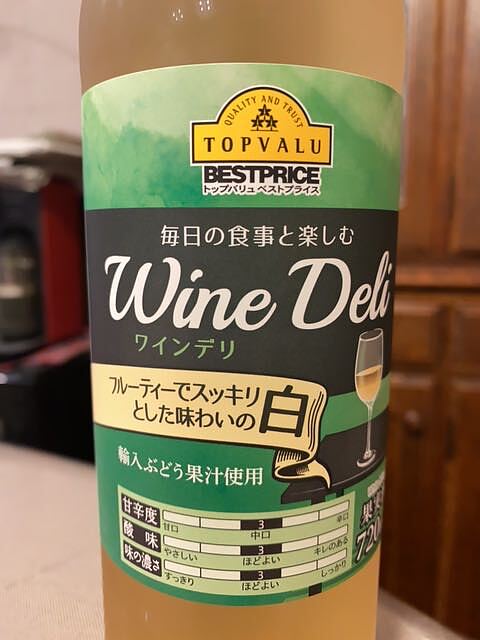 QUALITY AND TRUST
TOPVALU
BESTPRICE
トップバリュ ベストプライス
毎日の食事と楽しむ
Wine Deli
ワインデリ
フルーティーでスッキリ
とした味わいの白
輸入ぶどう果汁使用
甘辛度 3
甘口 中口 辛口
酸味 3
やさしい ほどよい キレのある
味の濃さ 3
すっきり ほどよい しっかり
720